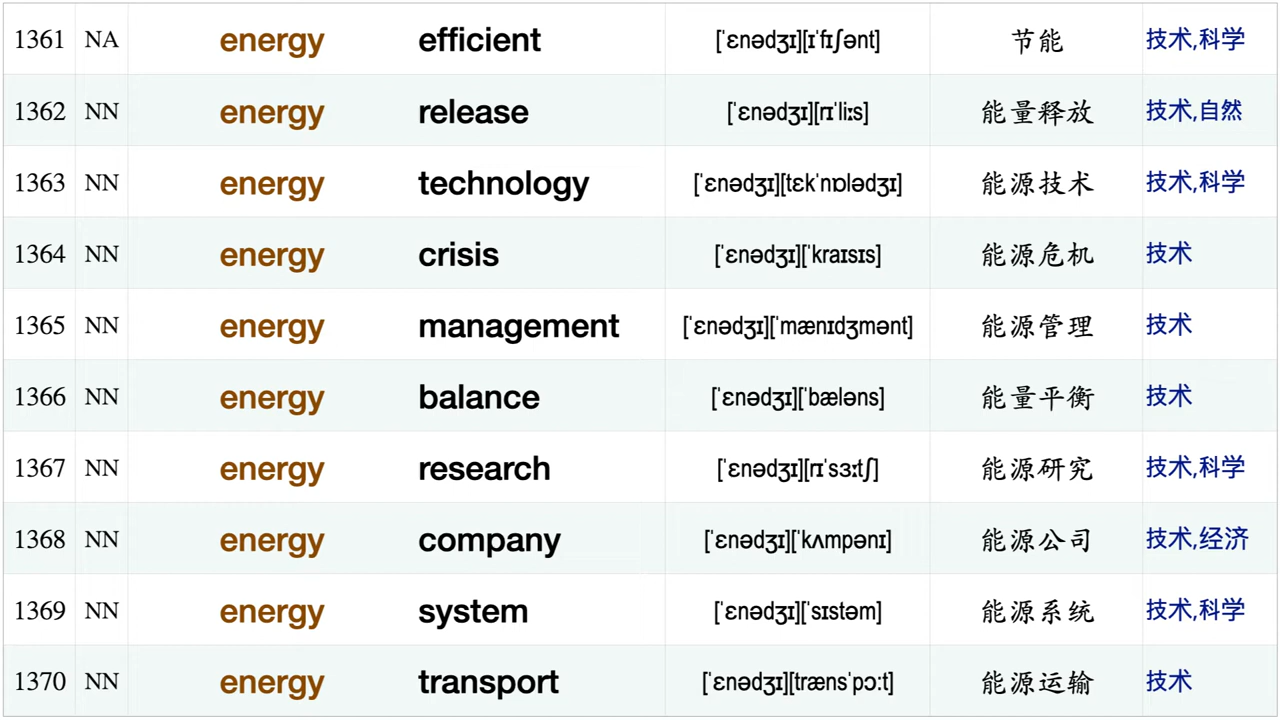 1361 NA energy efficient [ˈɛnədʒɪ][ɪˈfɪʃənt] 节能 技术,科学
1362 NN energy release [ˈɛnədʒɪ][rɪˈliːs] 能量释放 技术,自然
1363 NN energy technology [ˈɛnədʒɪ][tɛkˈnɒlədʒɪ] 能源技术 技术,科学
1364 NN energy crisis [ˈɛnədʒɪ][ˈkraɪsɪs] 能源危机 技术
1365 NN energy management [ˈɛnədʒɪ][ˈmænɪdʒmənt] 能源管理 技术
1366 NN energy balance [ˈɛnədʒɪ][ˈbæləns] 能量平衡 技术
1367 NN energy research [ˈɛnədʒɪ][rɪˈsɜːtʃ] 能源研究 技术,科学
1368 NN energy company [ˈɛnədʒɪ][ˈkʌmpənɪ] 能源公司 技术,经济
1369 NN energy system [ˈɛnədʒɪ][ˈsɪstəm] 能源系统 技术,科学
1370 NN energy transport [ˈɛnədʒɪ][trænsˈpɔːt] 能源运输 技术